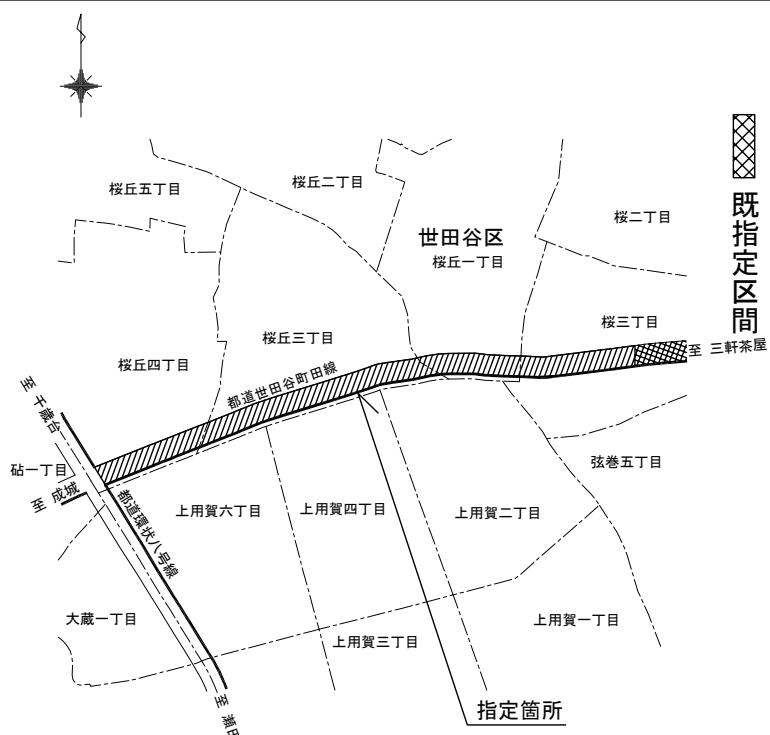 桜丘五丁目
桜丘二丁目
世田谷区
桜丘一丁目
桜二丁目
既指定区間
桜三丁目
至 三軒茶屋
桜丘三丁目
桜丘四丁目
都道世田谷町田線
至 千歳台
砧一丁目
至 成城
都道環状八号線
上用賀六丁目
上用賀四丁目
上用賀二丁目
弦巻五丁目
大蔵一丁目
上用賀三丁目
上用賀一丁目
至 瀬田
指定箇所